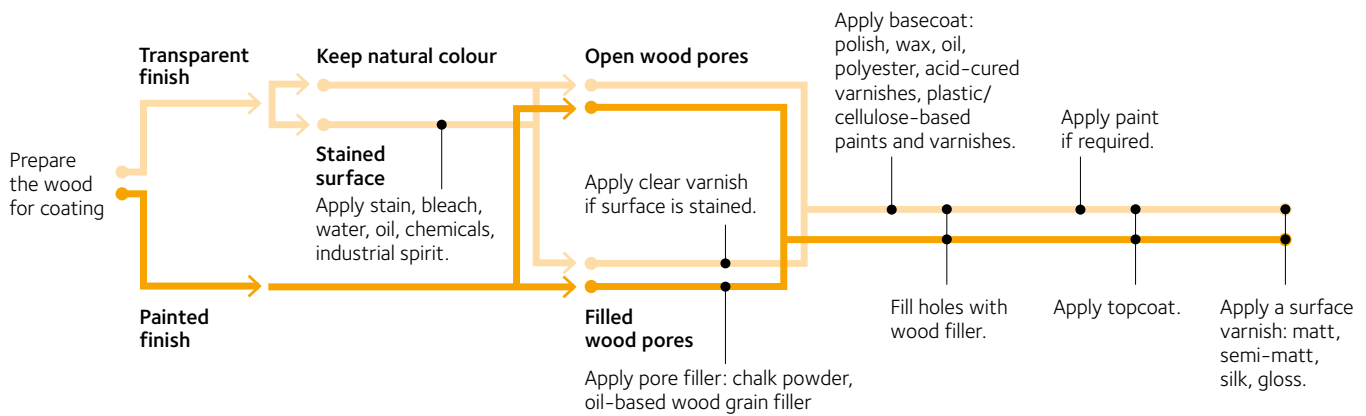 Prepare
the wood
for coating
Transparent
finish
Painted
finish
Keep natural colour
Stained
surface
Apply stain, bleach,
water, oil, chemicals,
industrial spirit.
Open wood pores
Apply clear varnish
if surface is stained.
Filled
wood pores
Apply pore filler: chalk powder,
oil-based wood grain filler
Apply basecoat:
polish, wax, oil,
polyester, acid-cured
varnishes, plastic/
cellulose-based
paints and varnishes.
Fill holes with
wood filler.
Apply paint
if required.
Apply topcoat.
Apply a surface
varnish: matt,
semi-matt,
silk, gloss.